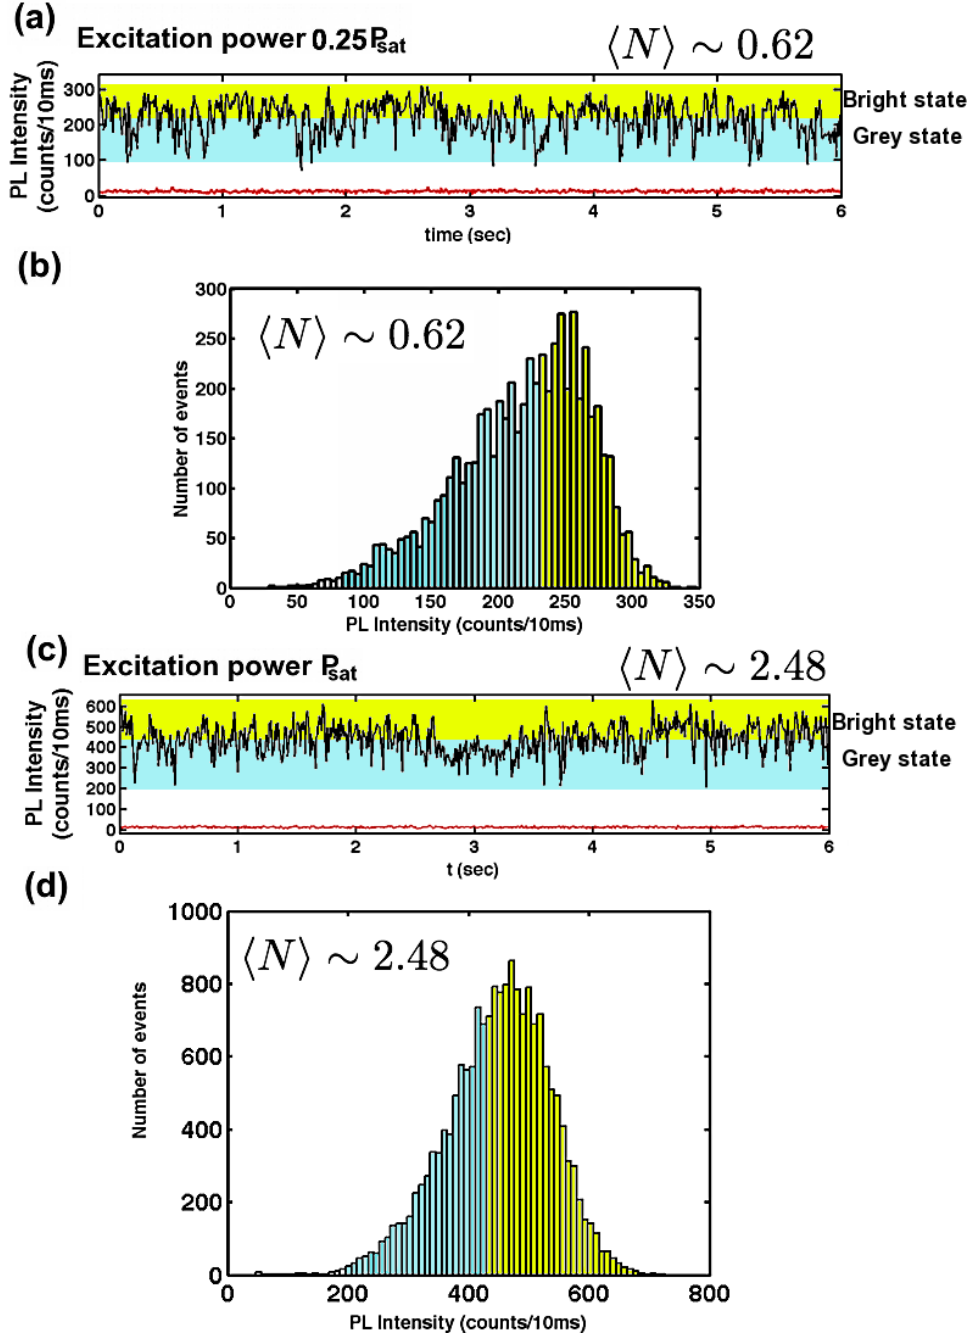 (a)
Excitation power 0.25Psat
⟨N⟩ ∼ 0.62
PL Intensity
(counts/10ms)
300
200
100
0
Bright state
Grey state
0 1 2 3 4 5 6
time (sec)
(b)
⟨N⟩ ∼ 0.62
Number of events
300
250
200
150
100
50
0
0 50 100 150 200 250 300 350
PL Intensity (counts/10ms)
(c)
Excitation power Psat
⟨N⟩ ∼ 2.48
PL Intensity
(counts/10ms)
600
500
400
300
200
100
0
Bright state
Grey state
0 1 2 3 4 5 6
t (sec)
(d)
⟨N⟩ ∼ 2.48
Number of events
1000
800
600
400
200
0
0 200 400 600 800
PL Intensity (counts/10ms)